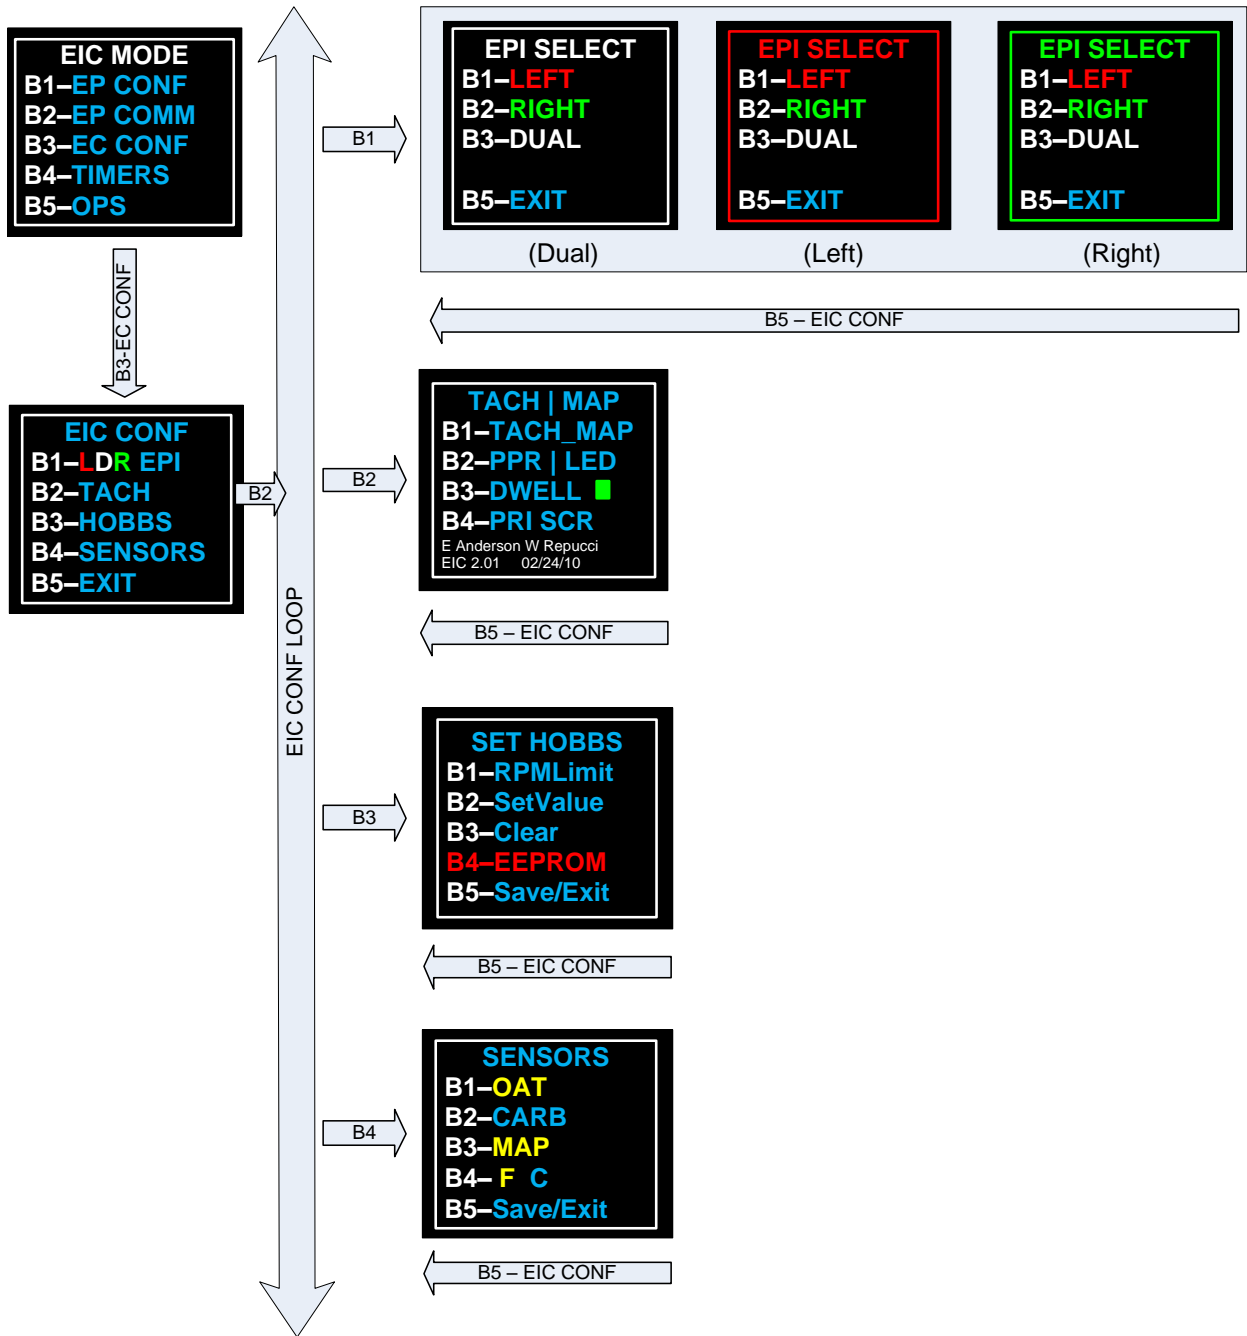 EIC MODE
B1–EP CONF
B2–EP COMM
B3–EC CONF
B4–TIMERS
B5–OPS
B3-EC CONF
EIC CONF
B1–LDR EPI
B2–TACH
B3–HOBBS
B4–SENSORS
B5–EXIT
B2
EIC CONF LOOP
B1
EPI SELECT
B1–LEFT
B2–RIGHT
B3–DUAL
B5–EXIT
(Dual)
EPI SELECT
B1–LEFT
B2–RIGHT
B3–DUAL
B5–EXIT
(Left)
EPI SELECT
B1–LEFT
B2–RIGHT
B3–DUAL
B5–EXIT
(Right)
B5 – EIC CONF
B2
TACH | MAP
B1–TACH_MAP
B2–PPR | LED
B3–DWELL
B4–PRI SCR
E Anderson W Repucci
EIC 2.01 02/24/10
B5 – EIC CONF
B3
SET HOBBS
B1–RPMLimit
B2–SetValue
B3–Clear
B4–EEPROM
B5–Save/Exit
B5 – EIC CONF
B4
SENSORS
B1–OAT
B2–CARB
B3–MAP
B4– F C
B5–Save/Exit
B5 – EIC CONF